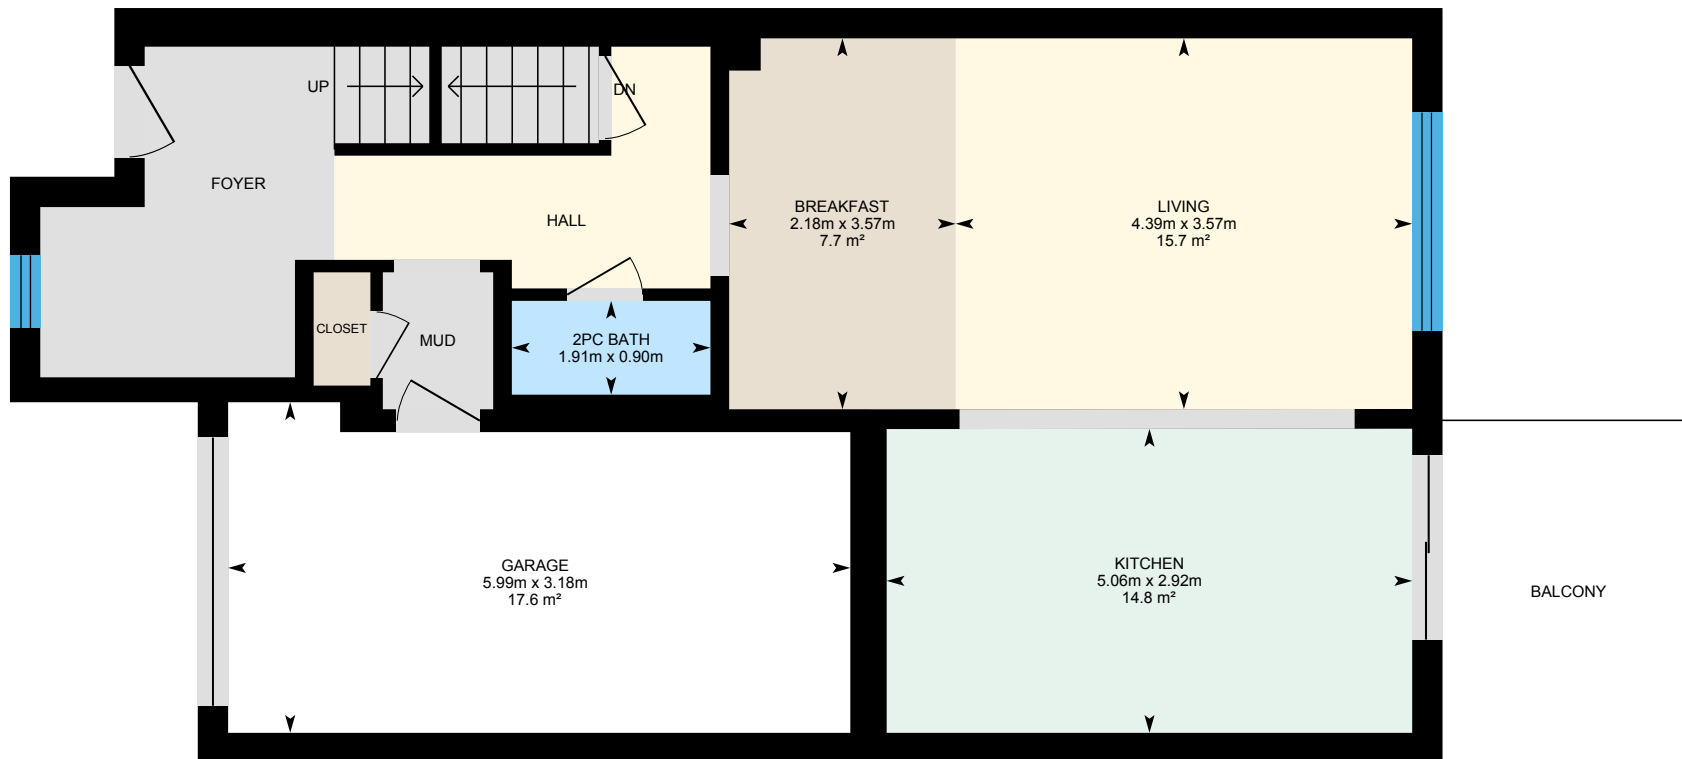 UP
DN
FOYER
HALL
BREAKFAST
2.18m x 3.57m
7.7 m²
LIVING
4.39m x 3.57m
15.7 m²
CLOSET
MUD
2PC BATH
1.91m x 0.90m
GARAGE
5.99m x 3.18m
17.6 m²
KITCHEN
5.06m x 2.92m
14.8 m²
BALCONY